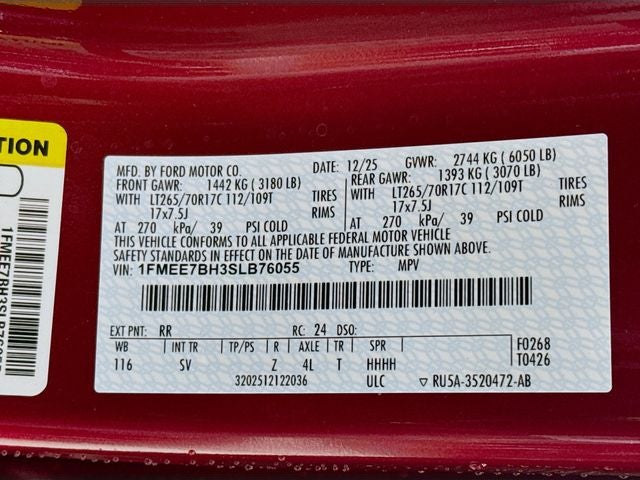 TION
1FMEE7BH3SLB76055
MFD. BY FORD MOTOR CO. DATE: 12/25 GVWR: 2744 KG ( 6050 LB)
FRONT GAWR: 1442 KG ( 3180 LB) REAR GAWR: 1393 KG ( 3070 LB)
WITH LT265/70R17C 112/109T TIRES WITH LT265/70R17C 112/109T TIRES
17x7.5J RIMS 17x7.5J RIMS
AT 270 kPa/ 39 PSI COLD AT 270 kPa/ 39 PSI COLD
THIS VEHICLE CONFORMS TO ALL APPLICABLE FEDERAL MOTOR VEHICLE
SAFETY STANDARDS IN EFFECT ON THE DATE OF MANUFACTURE SHOWN ABOVE.
VIN: 1FMEE7BH3SLB76055 TYPE: MPV
EXT PNT: RR RC: 24 DSO:
WB INT TR TP/PS R AXLE TR SPR F0268
116 SV Z 4L T HHHH T0426
3202512122036 ULC ▽ RU5A-3520472-AB